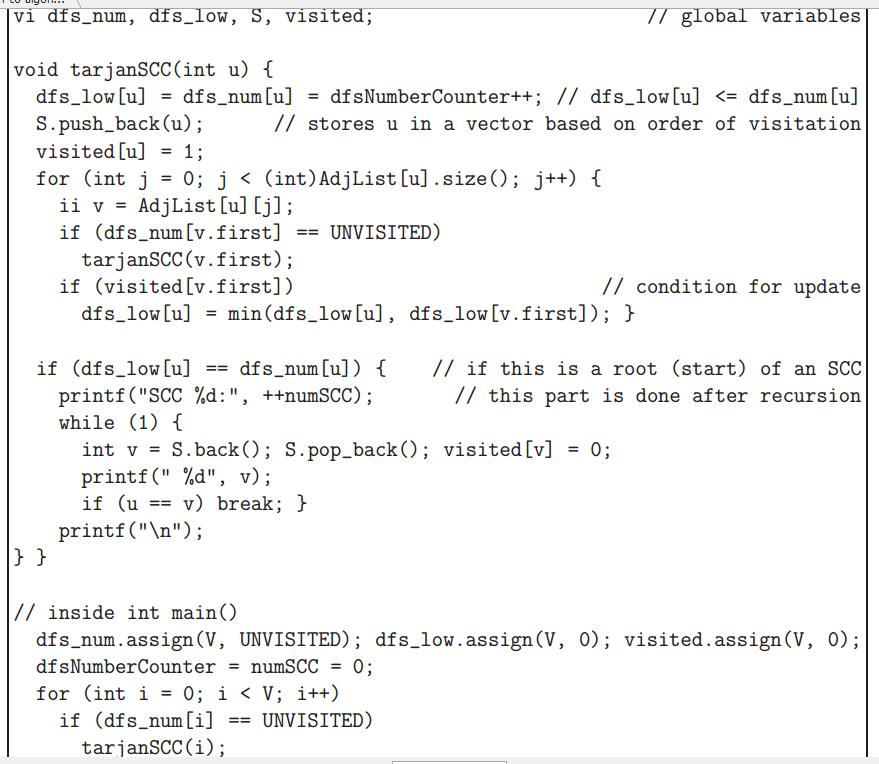 vi dfs_num, dfs_low, S, visited; // global variables
void tarjanSCC(int u) {
dfs_low[u] = dfs_num[u] = dfsNumberCounter++; // dfs_low[u] <= dfs_num[u]
S.push_back(u); // stores u in a vector based on order of visitation
visited[u] = 1;
for (int j = 0; j < (int)AdjList[u].size(); j++) {
ii v = AdjList[u][j];
if (dfs_num[v.first] == UNVISITED)
tarjanSCC(v.first);
if (visited[v.first]) // condition for update
dfs_low[u] = min(dfs_low[u], dfs_low[v.first]); }
if (dfs_low[u] == dfs_num[u]) { // if this is a root (start) of an SCC
printf("SCC %d:", ++numSCC); // this part is done after recursion
while (1) {
int v = S.back(); S.pop_back(); visited[v] = 0;
printf(" %d", v);
if (u == v) break; }
printf("\n");
} }
// inside int main()
dfs_num.assign(V, UNVISITED); dfs_low.assign(V, 0); visited.assign(V, 0);
dfsNumberCounter = numSCC = 0;
for (int i = 0; i < V; i++)
if (dfs_num[i] == UNVISITED)
tarjanSCC(i);